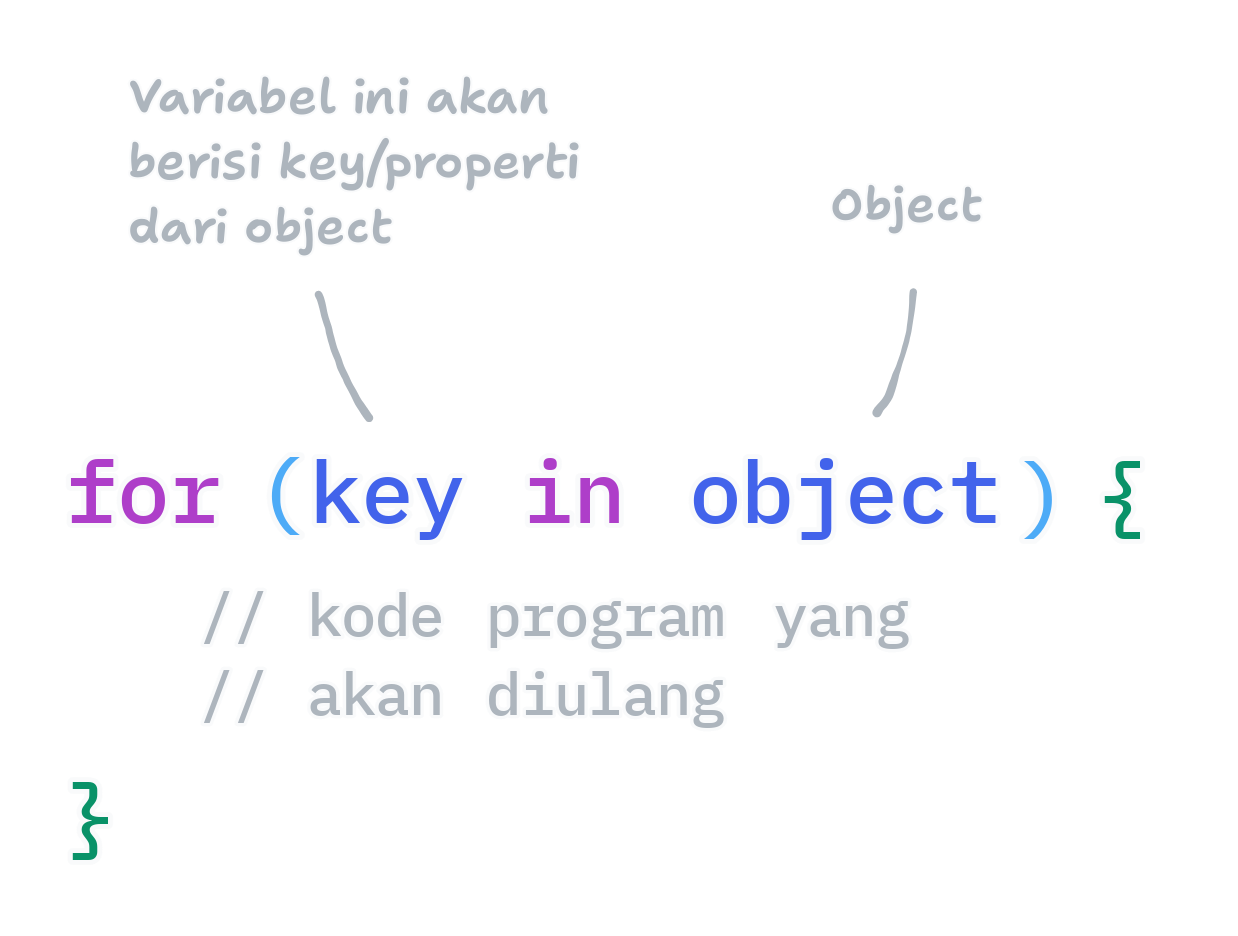 Variabel ini akan
berisi key/properti
dari object
Object
for (key in object) {
// kode program yang
// akan diulang
}